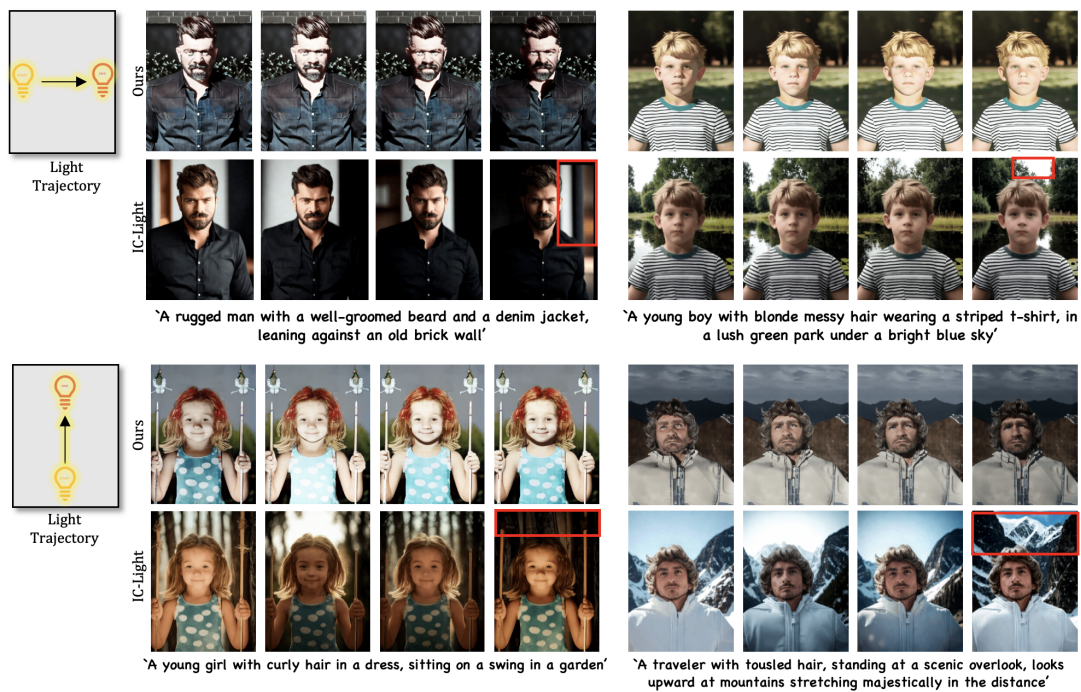 Light
Trajectory
Ours
IC-Light
`A rugged man with a well-groomed beard and a denim jacket,
leaning against an old brick wall'
`A young boy with blonde messy hair wearing a striped t-shirt, in
a lush green park under a bright blue sky'
Light
Trajectory
Ours
IC-Light
`A young girl with curly hair in a dress, sitting on a swing in a garden'
`A traveler with tousled hair, standing at a scenic overlook, looks
upward at mountains stretching majestically in the distance'